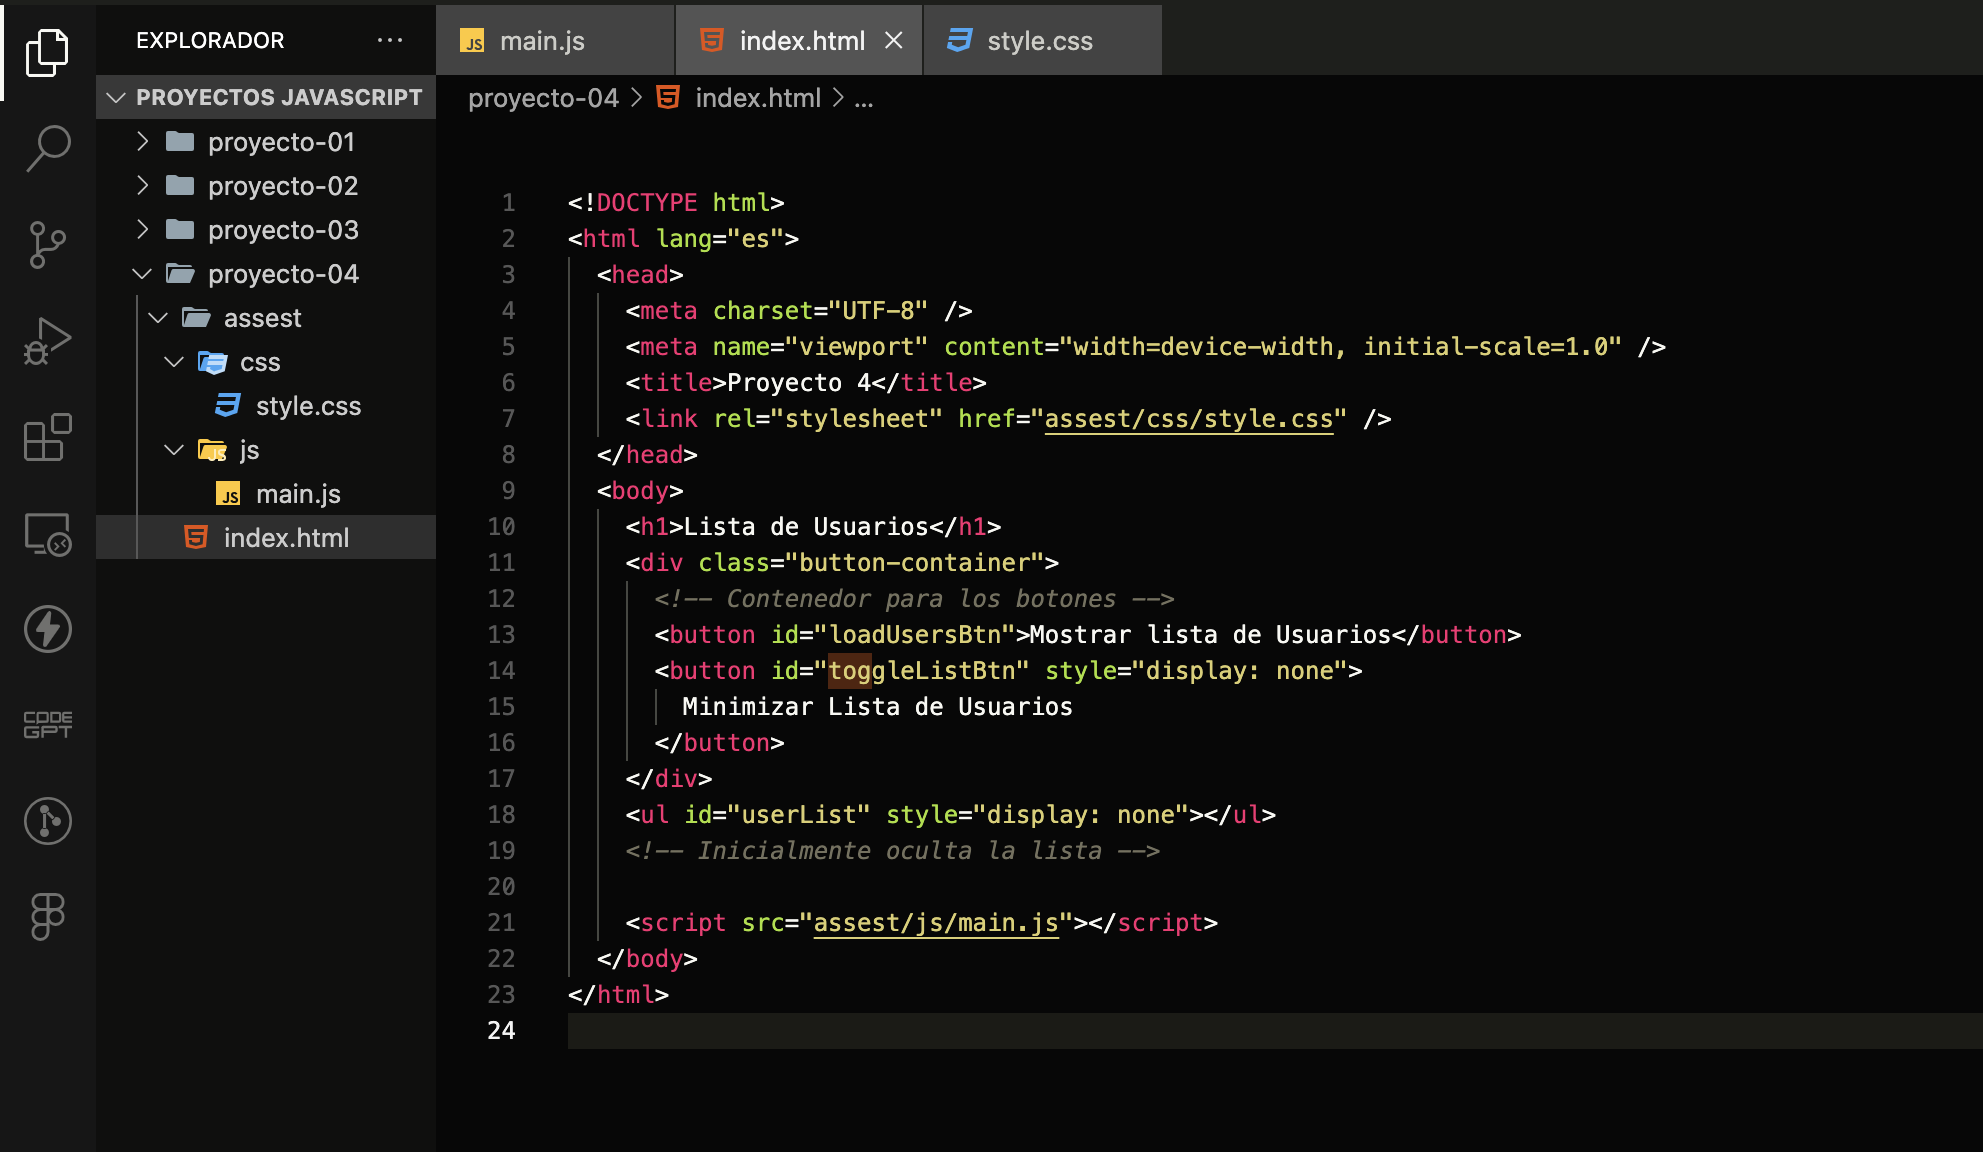 EXPLORADOR
PROYECTOS JAVASCRIPT
proyecto-01
proyecto-02
proyecto-03
proyecto-04
assest
css
style.css
js
JS
JS main.js
index.html
CODE
GPT
JS main.js
index.html
style.css
proyecto-04 > index.html > ...
1 <!DOCTYPE html>
2 <html lang="es">
3 <head>
4 <meta charset="UTF-8" />
5 <meta name="viewport" content="width=device-width, initial-scale=1.0" />
6 <title>Proyecto 4</title>
7 <link rel="stylesheet" href="assest/css/style.css" />
8 </head>
9 <body>
10 <h1>Lista de Usuarios</h1>
11 <div class="button-container">
12 <!-- Contenedor para los botones -->
13 <button id="loadUsersBtn">Mostrar lista de Usuarios</button>
14 <button id="toggleListBtn" style="display: none">
15 Minimizar Lista de Usuarios
16 </button>
17 </div>
18 <ul id="userList" style="display: none"></ul>
19 <!-- Inicialmente oculta la lista -->
20
21 <script src="assest/js/main.js"></script>
22 </body>
23 </html>
24